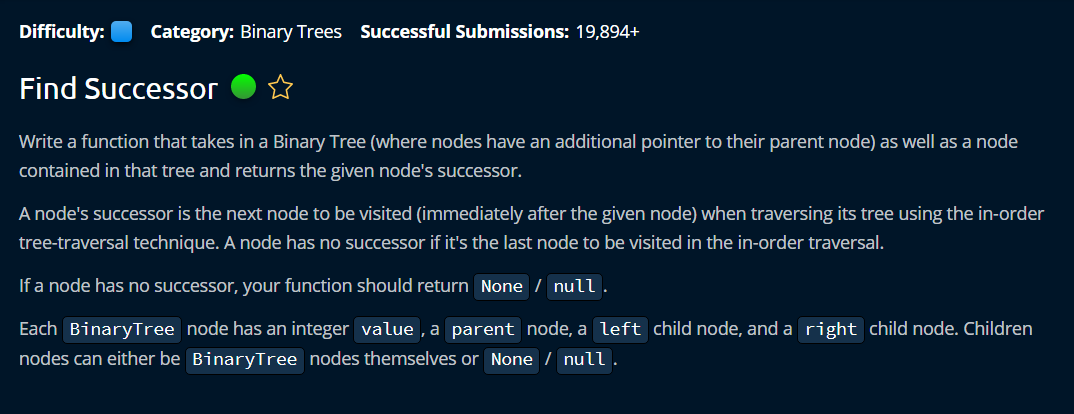 Difficulty: Category: Binary Trees Successful Submissions: 19,894+
Find Successor
Write a function that takes in a Binary Tree (where nodes have an additional pointer to their parent node) as well as a node
contained in that tree and returns the given node's successor.
A node's successor is the next node to be visited (immediately after the given node) when traversing its tree using the in-order
tree-traversal technique. A node has no successor if it's the last node to be visited in the in-order traversal.
If a node has no successor, your function should return None / null.
Each BinaryTree node has an integer value, a parent node, a left child node, and a right child node. Children
nodes can either be BinaryTree nodes themselves or None / null.